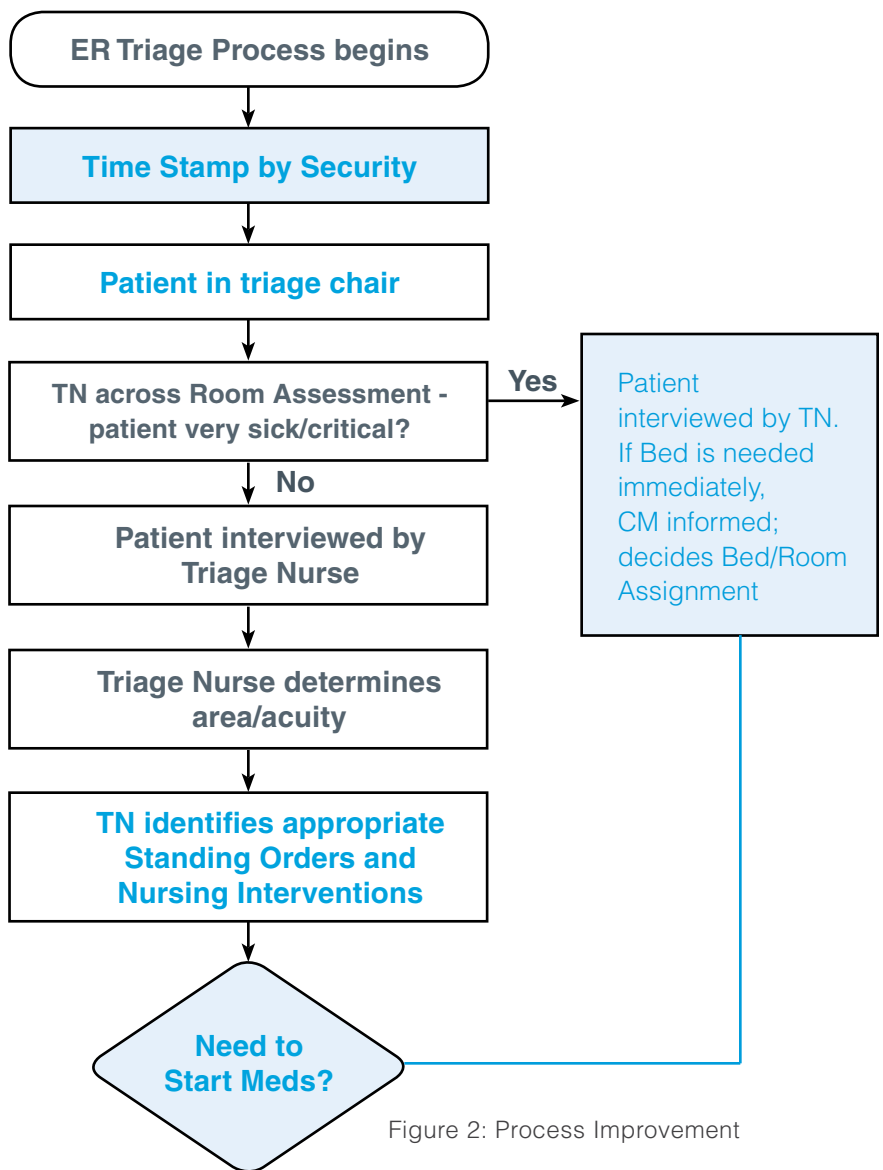 ER Triage Process begins
Time Stamp by Security
Patient in triage chair
TN across Room Assessment -
patient very sick/critical?
Yes
Patient
interviewed by TN.
If Bed is needed
immediately,
CM informed;
decides Bed/Room
Assignment
No
Patient interviewed by
Triage Nurse
Triage Nurse determines
area/acuity
TN identifies appropriate
Standing Orders and
Nursing Interventions
Need to
Start Meds?
Figure 2: Process Improvement